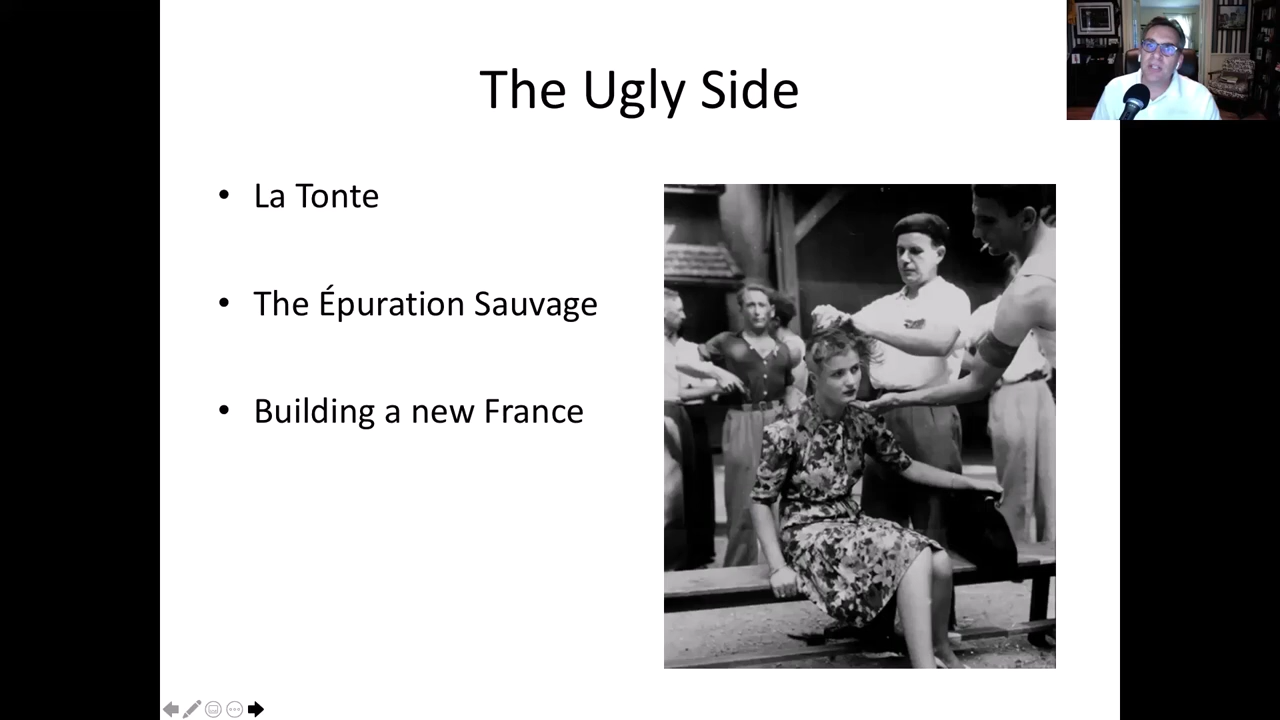 The Ugly Side
• La Tonte
• The Épuration Sauvage
• Building a new France